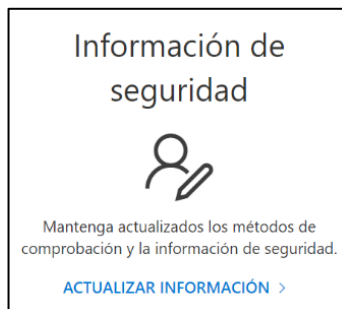 Información de
seguridad
Mantenga actualizados los métodos de
comprobación y la información de seguridad.
ACTUALIZAR INFORMACIÓN >